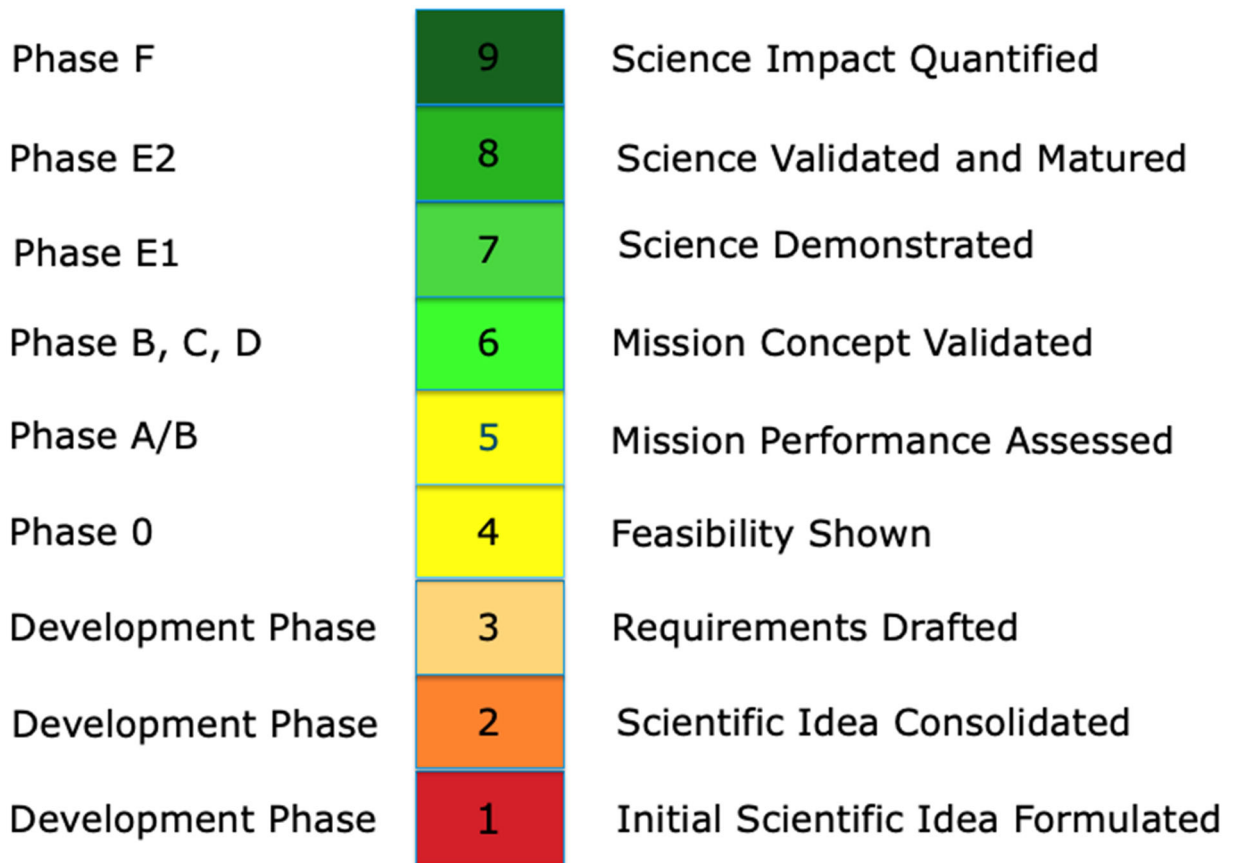 Phase F 9 Science Impact Quantified
Phase E2 8 Science Validated and Matured
Phase E1 7 Science Demonstrated
Phase B, C, D 6 Mission Concept Validated
Phase A/B 5 Mission Performance Assessed
Phase 0 4 Feasibility Shown
Development Phase 3 Requirements Drafted
Development Phase 2 Scientific Idea Consolidated
Development Phase 1 Initial Scientific Idea Formulated